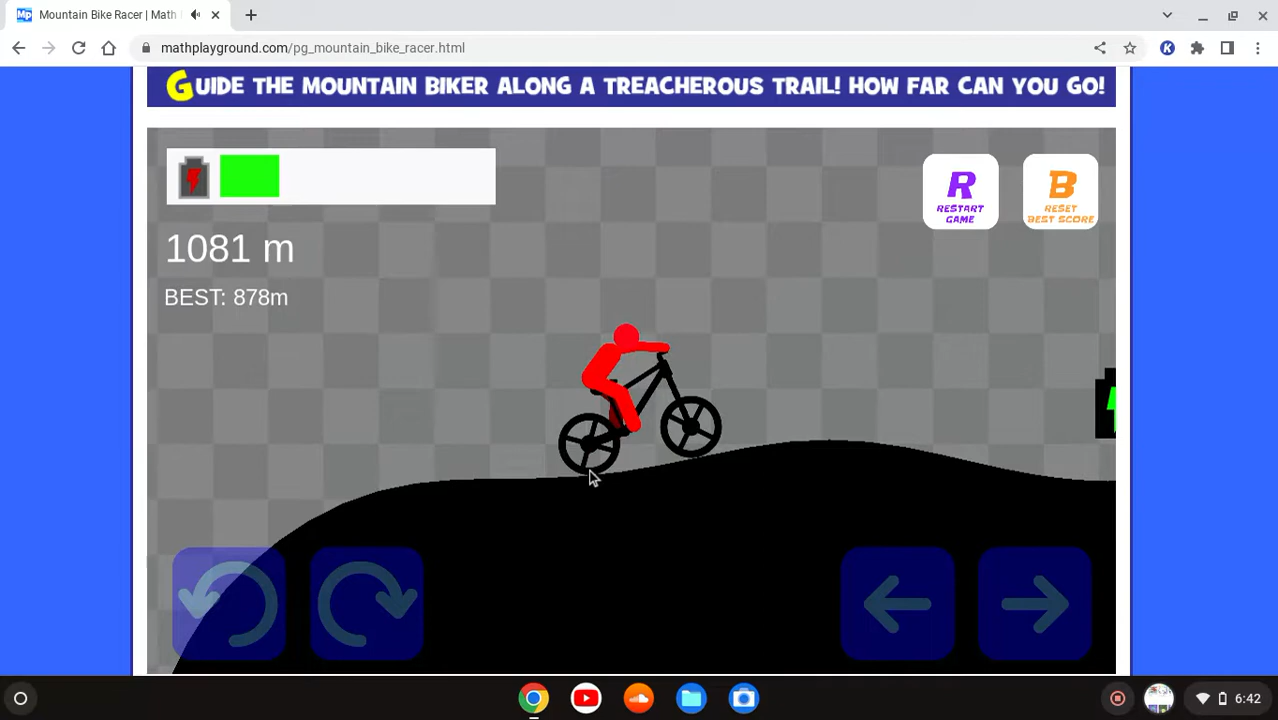 Mp Mountain Bike Racer | Math
mathplayground.com/pg_mountain_bike_racer.html
K
GUIDE THE MOUNTAIN BIKER ALONG A TREACHEROUS TRAIL! HOW FAR CAN YOU GO!
1081 m
BEST: 878m
R
RESTART
GAME
B
RESET
BEST SCORE
6:42